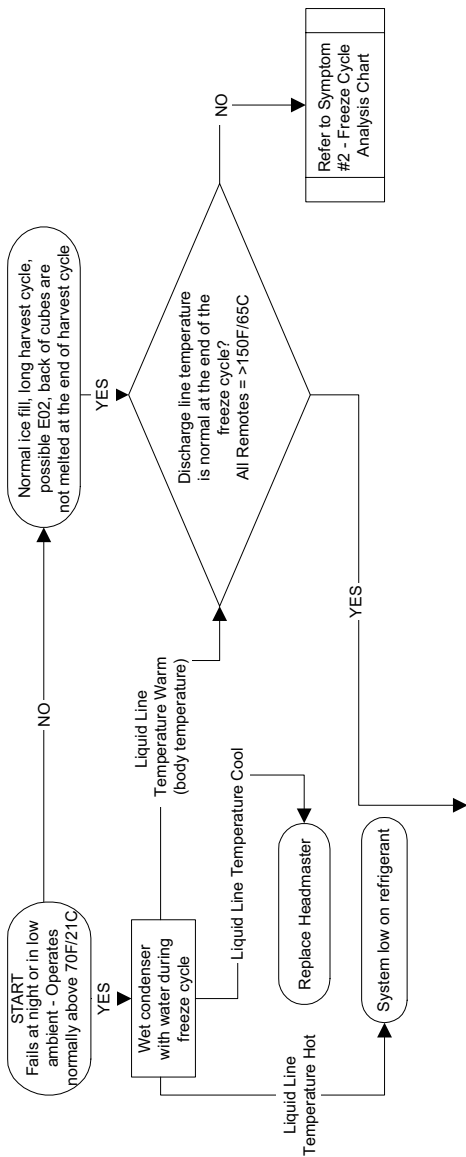 START
Fails at night or in low
ambient - Operates
normally above 70F/21C
NO
Normal ice fill, long harvest cycle,
possible E02, back of cubes are
not melted at the end of harvest cycle
YES
YES
Wet condenser
with water during
freeze cycle
Liquid Line
Temperature Warm
(body temperature)
Liquid Line Temperature Cool
Replace Headmaster
Liquid Line
Temperature Hot
System low on refrigerant
Discharge line temperature
is normal at the end of the
freeze cycle?
All Remotes = >150F/65C
NO
Refer to Symptom
#2 - Freeze Cycle
Analysis Chart
YES